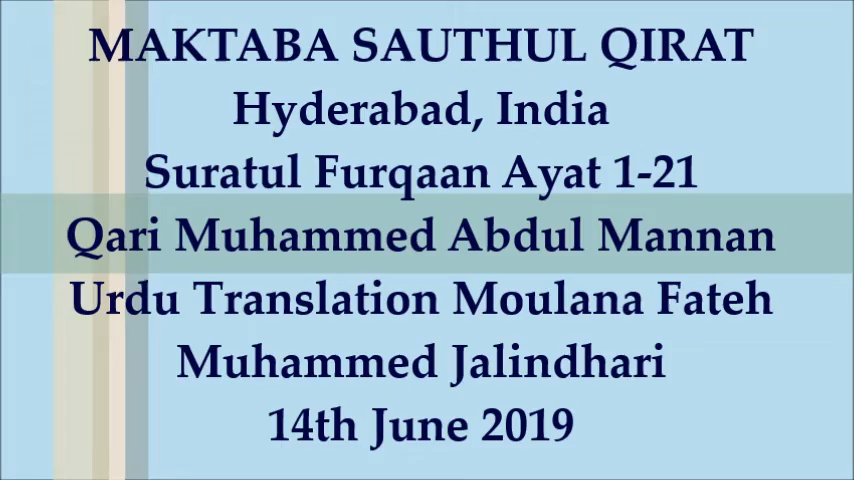 MAKTABA SAUTHUL QIRAT
Hyderabad, India
Suratul Furqaan Ayat 1-21
Qari Muhammed Abdul Mannan
Urdu Translation Moulana Fateh
Muhammed Jalindhari
14th June 2019